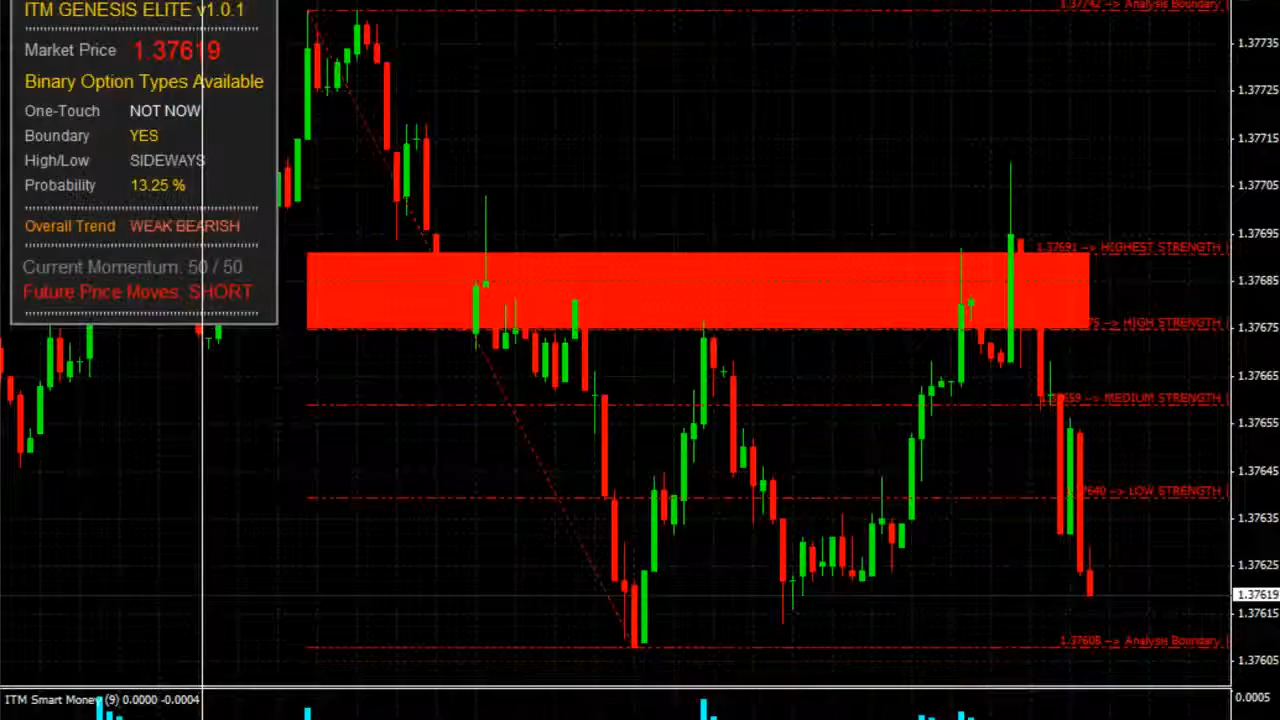 ITM GENESIS ELITE v1.0.1
Market Price 1.37619
Binary Option Types Available
One-Touch NOT NOW
Boundary YES
High/Low SIDEWAYS
Probability 13.25 %
Overall Trend WEAK BEARISH
Current Momentum: 50 / 50
Future Price Moves: SHORT
1.37742 --> Analysis Boundary
1.37735
1.37725
1.37715
1.37705
1.37695
1.37691 --> HIGHEST STRENGTH
1.37685
--> HIGH STRENGTH
1.37675
1.37665
--> MEDIUM STRENGTH
1.37655
1.37645
1.37640 --> LOW STRENGTH
1.37635
1.37625
1.37619
1.37615
--> Analysis Boundary
1.37605
ITM Smart Money (9) 0.0000 -0.0004
0.0005